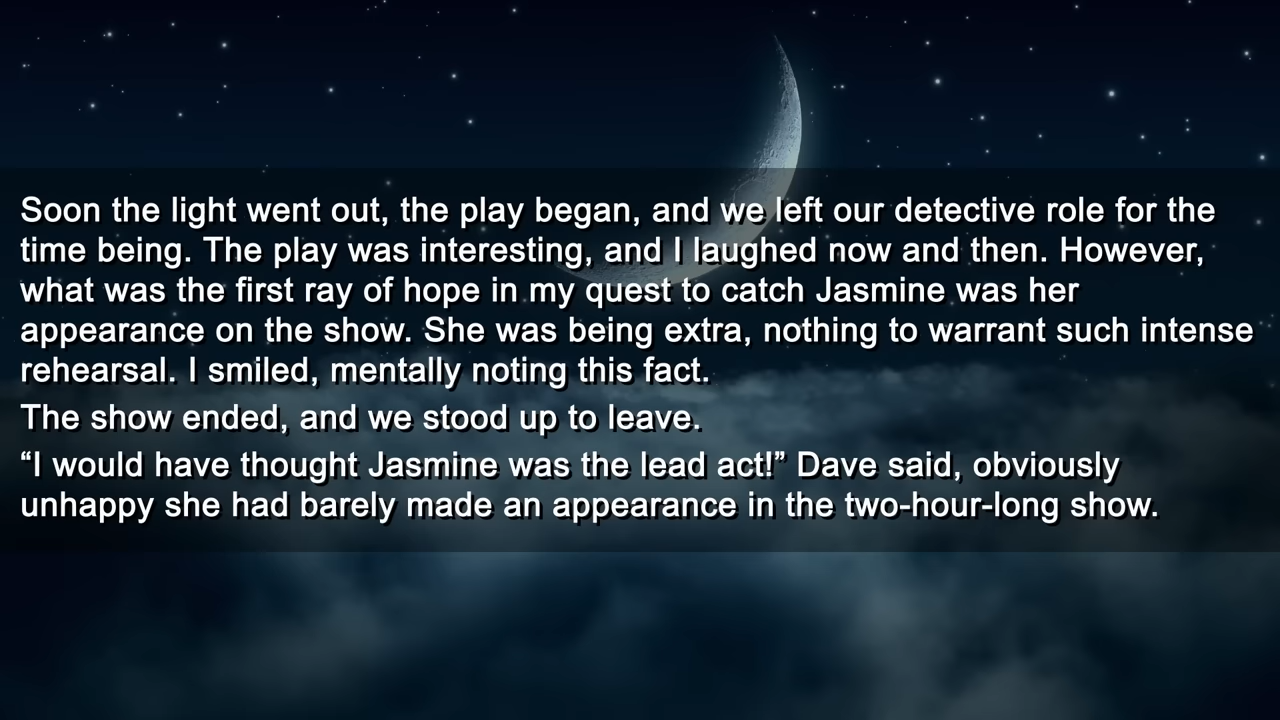 Soon the light went out, the play began, and we left our detective role for the
time being. The play was interesting, and I laughed now and then. However,
what was the first ray of hope in my quest to catch Jasmine was her
appearance on the show. She was being extra, nothing to warrant such intense
rehearsal. I smiled, mentally noting this fact.
The show ended, and we stood up to leave.
“I would have thought Jasmine was the lead act!” Dave said, obviously
unhappy she had barely made an appearance in the two-hour-long show.